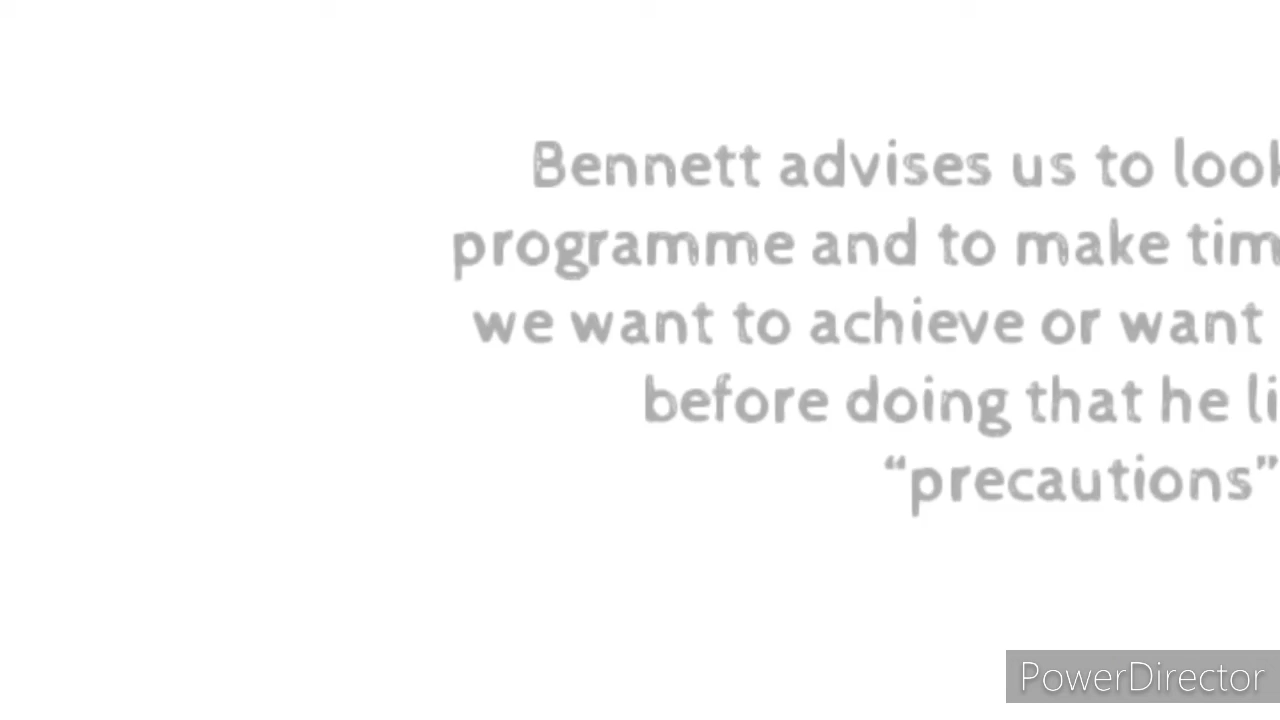 Bennett advises us to look
programme and to make tim
we want to achieve or want
before doing that he li
“precautions”
PowerDirector